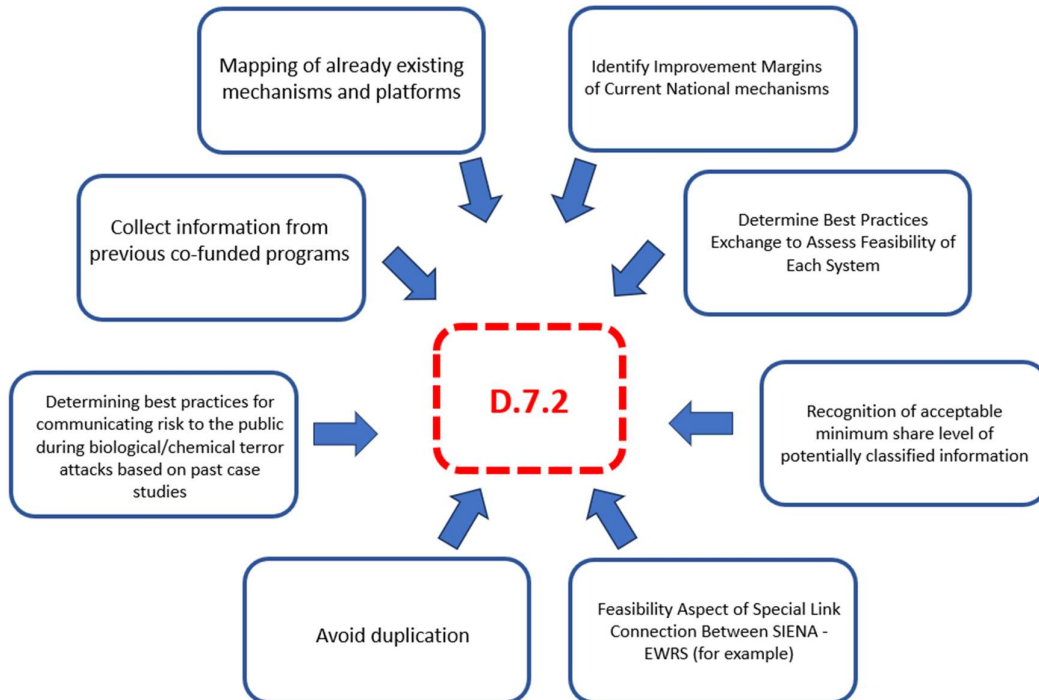 Mapping of already existing
mechanisms and platforms
Identify Improvement Margins
of Current National mechanisms
Collect information from
previous co-funded programs
Determine Best Practices
Exchange to Assess Feasibility of
Each System
D.7.2
Determining best practices for
communicating risk to the public
during biological/chemical terror
attacks based on past case
studies
Recognition of acceptable
minimum share level of
potentially classified information
Avoid duplication
Feasibility Aspect of Special Link
Connection Between SIENA -
EWRS (for example)